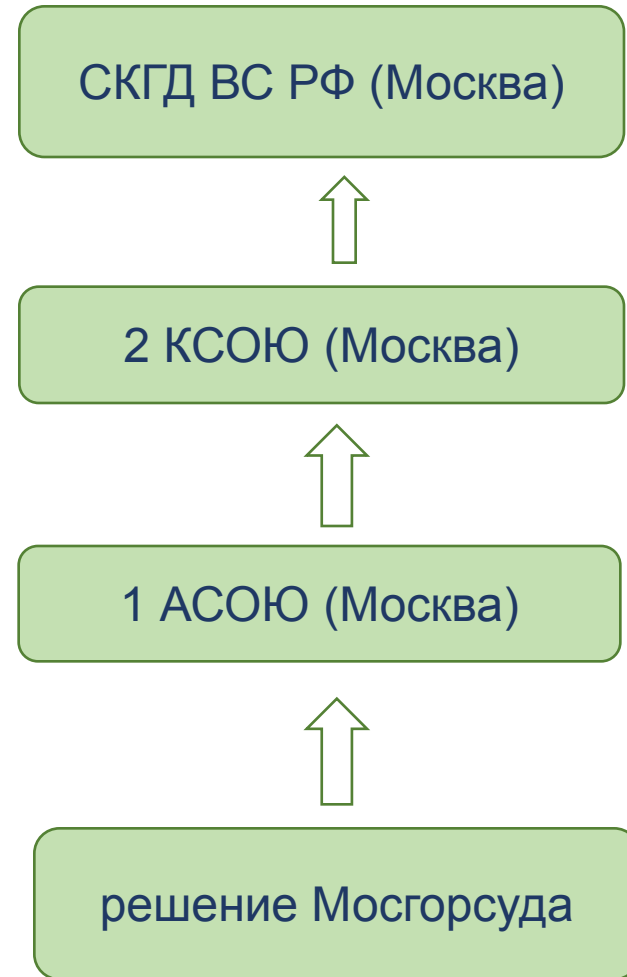 СКГД ВС РФ (Москва)
2 КСОЮ (Москва)
1 АСОЮ (Москва)
решение Мосгорсуда